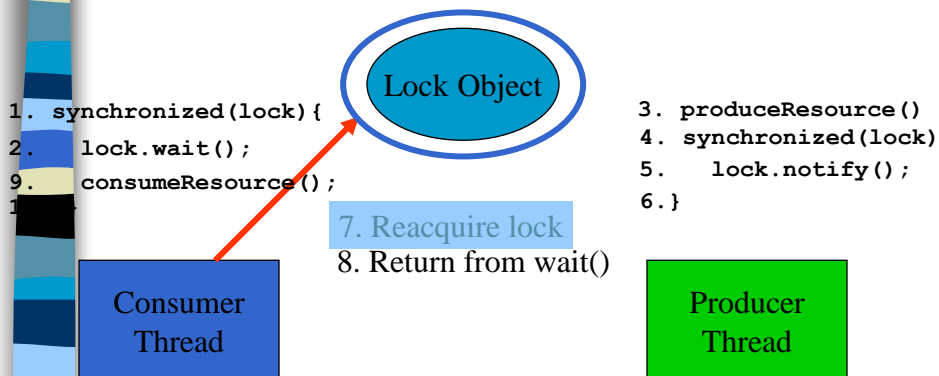 Lock Object
1. synchronized(lock){
2. lock.wait();
9. consumeResource();
3. produceResource()
4. synchronized(lock)
5. lock.notify();
6.}
7. Reacquire lock
8. Return from wait()
Consumer
Thread
Producer
Thread